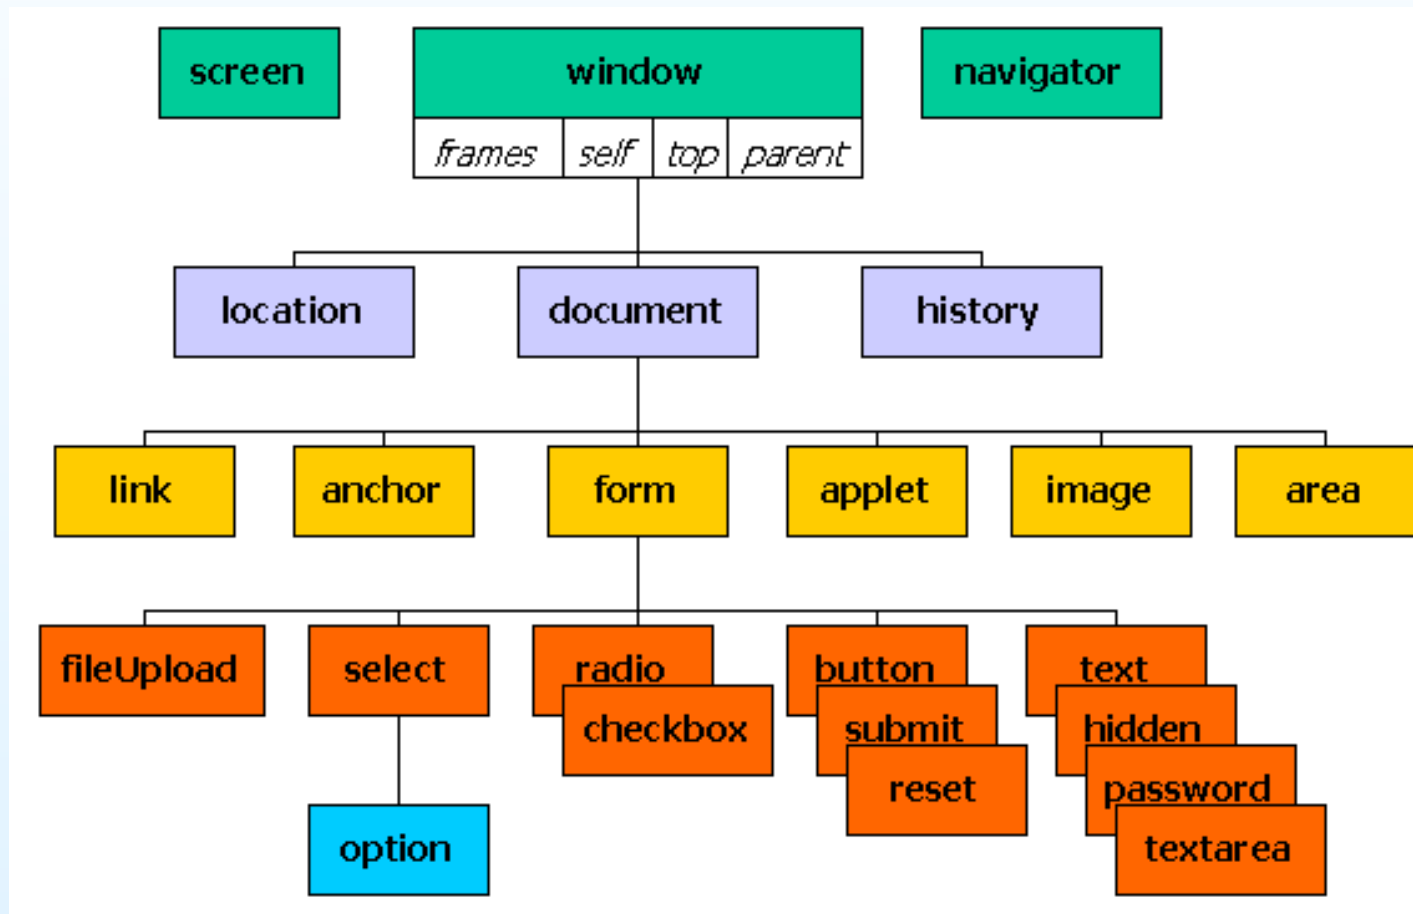 screen window navigator
frames self top parent
location document history
link anchor form applet image area
fileUpload select radio button text
checkbox submit hidden
reset password
option textarea